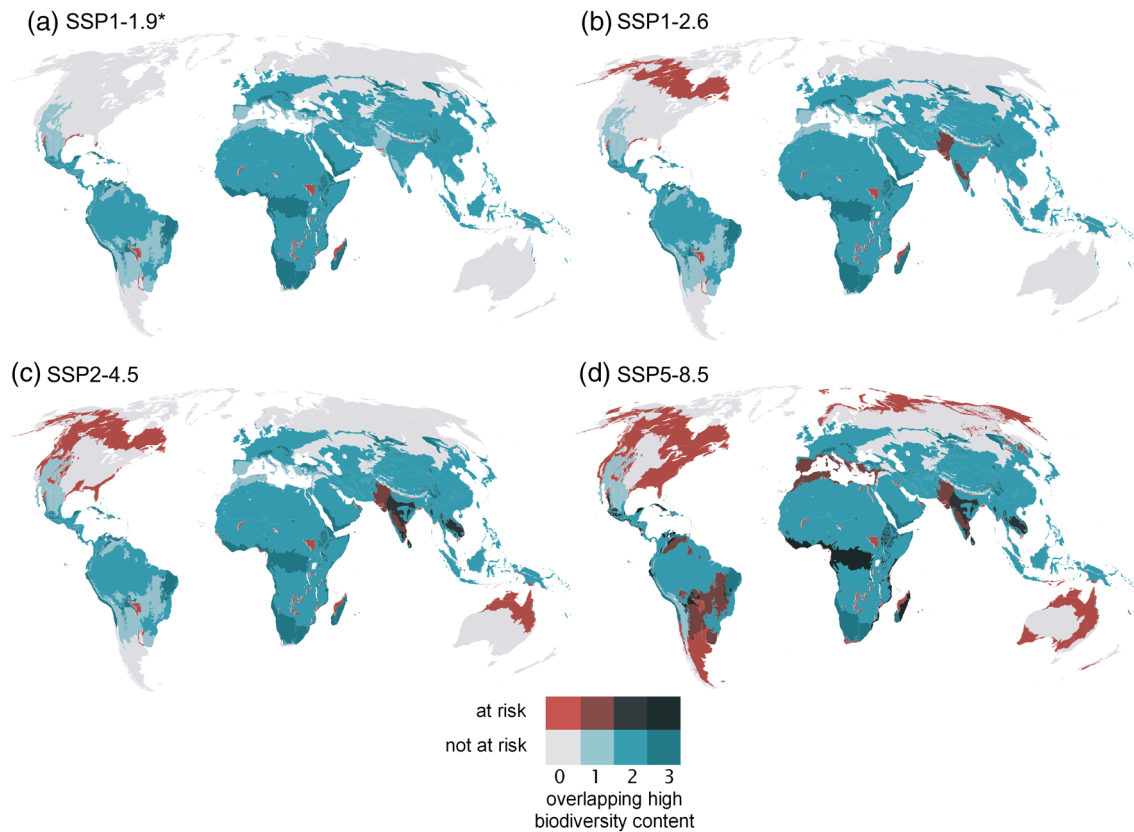 (a) SSP1-1.9*
(b) SSP1-2.6
(c) SSP2-4.5
(d) SSP5-8.5
at risk
not at risk
0 1 2 3
overlapping high
biodiversity content